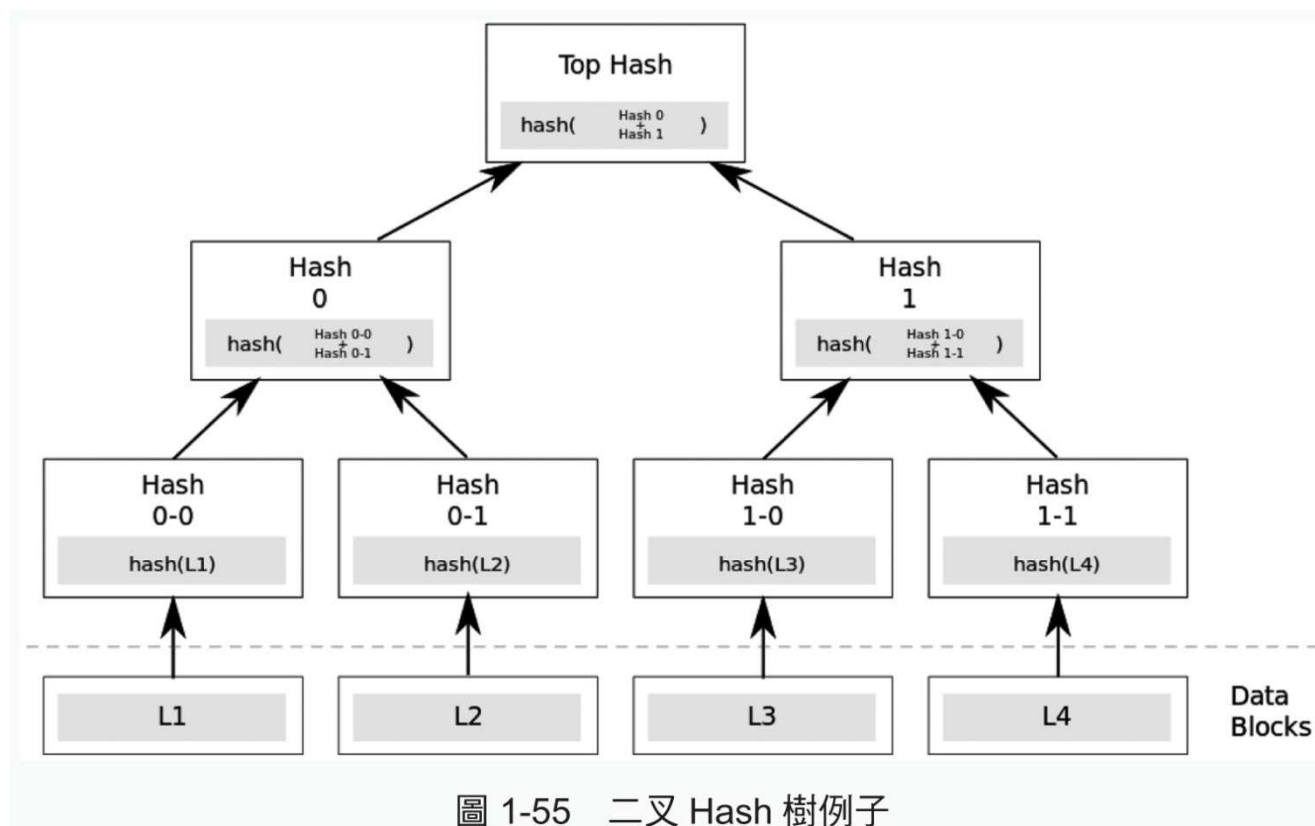 Top Hash
hash( Hash 0 + Hash 1 )
Hash
0
hash( Hash 0-0 + Hash 0-1 )
Hash
1
hash( Hash 1-0 + Hash 1-1 )
Hash
0-0
hash(L1)
Hash
0-1
hash(L2)
Hash
1-0
hash(L3)
Hash
1-1
hash(L4)
L1
L2
L3
L4
Data
Blocks
圖 1-55 二叉 Hash 樹例子